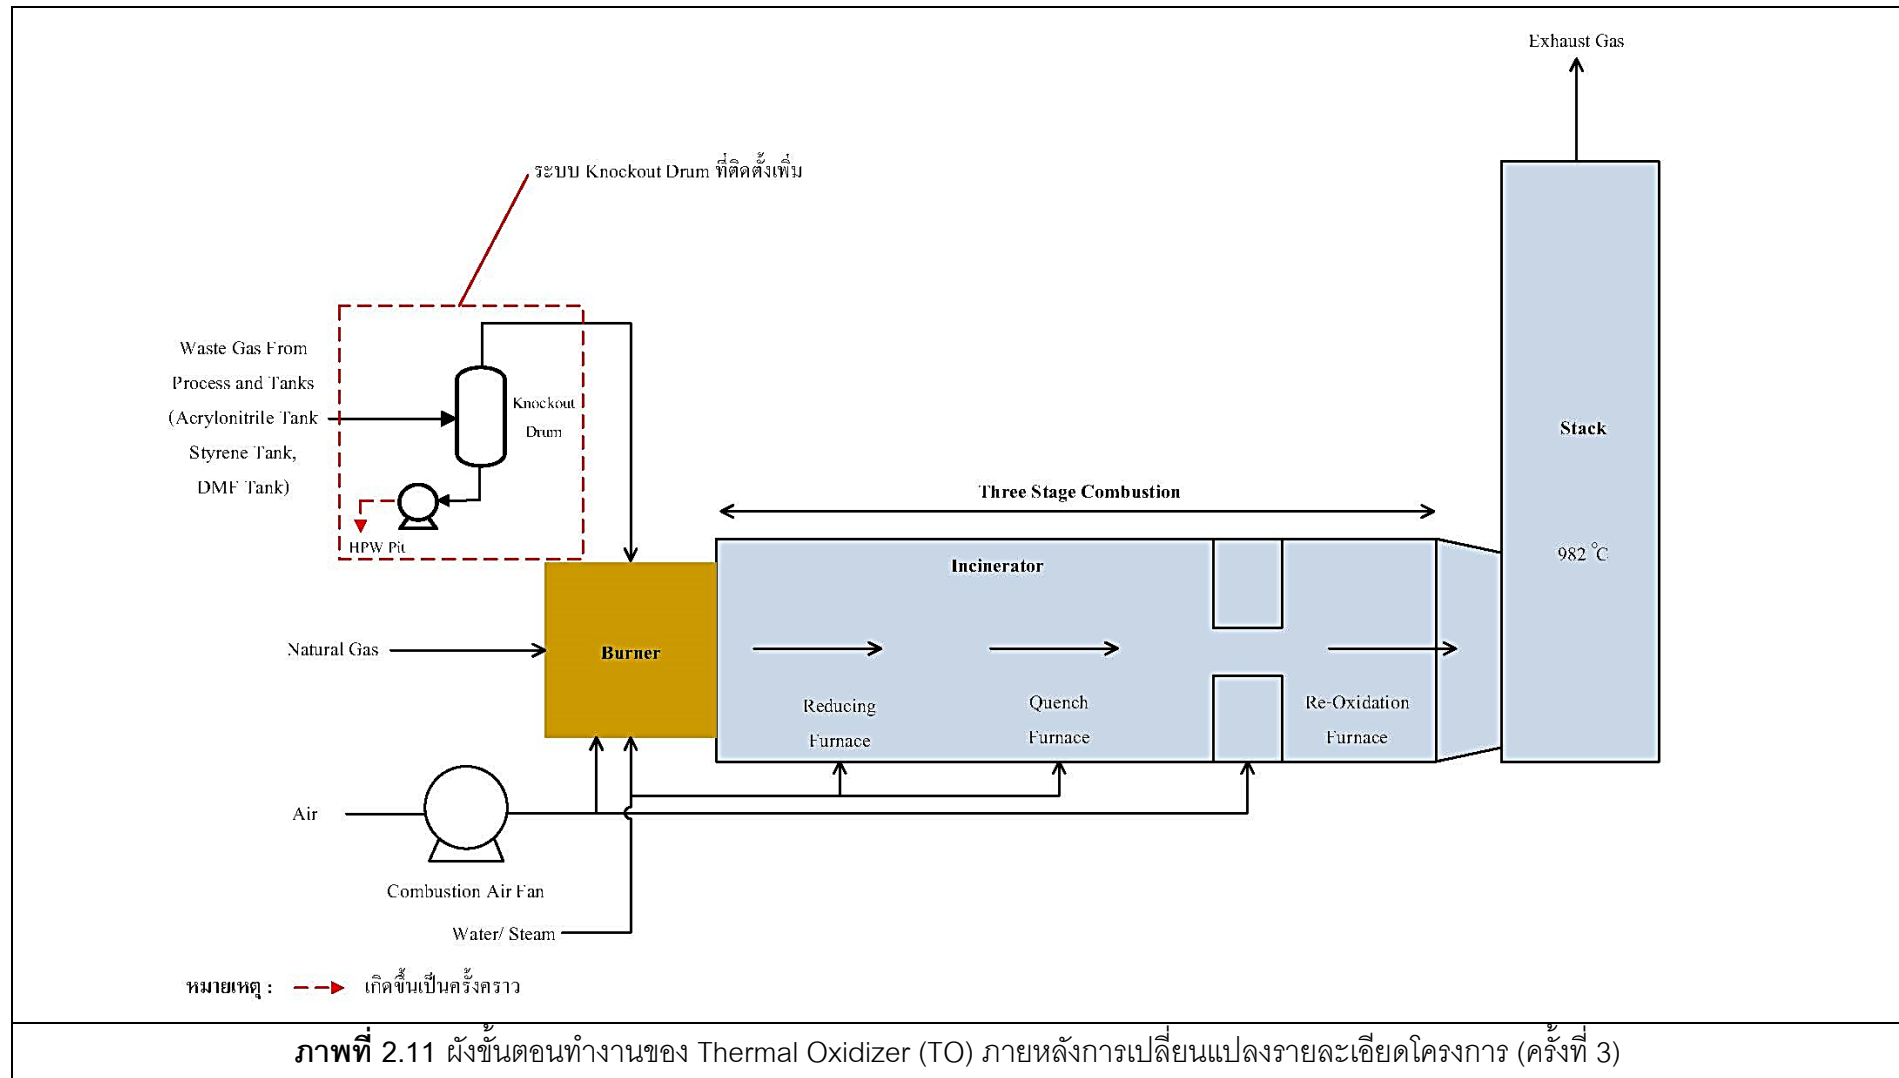 Exhaust Gas
ระบบ Knockout Drum ที่ติดตั้งเพิ่ม
Waste Gas From
Process and Tanks
(Acrylonitrile Tank
Styrene Tank,
DMF Tank)
Knockout
Drum
HPW Pit
Stack
982 °C
Three Stage Combustion
Incinerator
Natural Gas
Burner
Reducing
Furnace
Quench
Furnace
Re-Oxidation
Furnace
Air
Combustion Air Fan
Water/ Steam
หมายเหตุ : เกิดขึ้นเป็นครั้งคราว
ภาพที่ 2.11 ผังขั้นตอนทำงานของ Thermal Oxidizer (TO) ภายหลังการเปลี่ยนแปลงรายละเอียดโครงการ (ครั้งที่ 3)